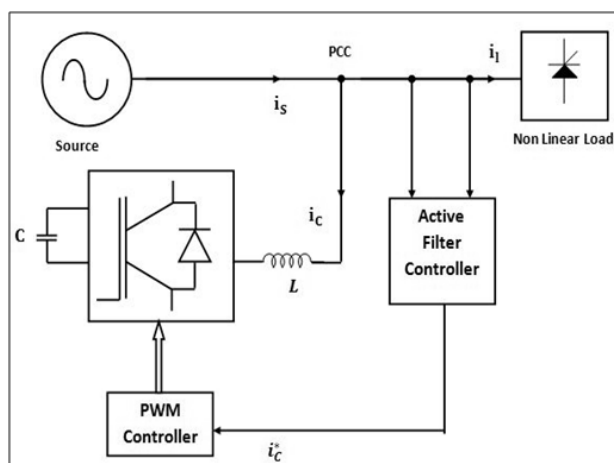 PCC
i_l
i_s
Source
Non Linear Load
i_c
C
L
Active
Filter
Controller
PWM
Controller
i_C^*